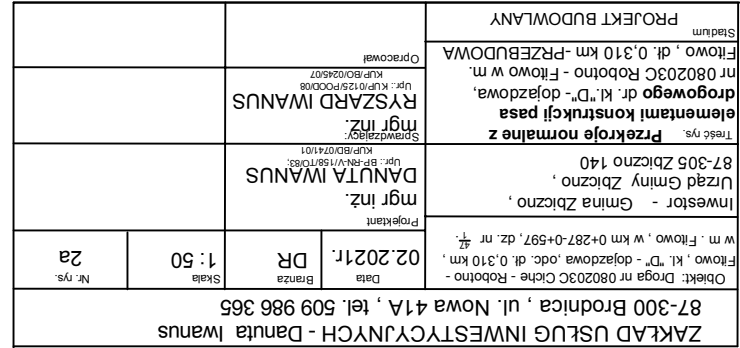 ZAKŁAD USŁUG INWESTYCYJNYCH - Danuta Iwanus
87-300 Brodnica , ul. Nowa 41A , tel. 509 986 365
Obiekt: Droga nr 080203C Ciche - Robotno -
Fitowo , kl. "D" - dojazdowa ,odc. dł. 0,310 km ,
w m . Fitowo , w km 0+287-0+597, dz. nr 1/47.
Data
02.2021r.
Branża
DR
Skala
1: 50
Nr. rys.
2a
Inwestor - Gmina Zbiczno ,
Urząd Gminy Zbiczno ,
87-305 Zbiczno 140
Projektant
mgr inż.
DANUTA IWANUS
Upr.: BP-RN-V/158/TO/83;
KUP/BD/0741/01
Treść rys. Przekroje normalne z
elementami konstrukcji pasa
drogowego dr. kl."D"- dojazdowa,
nr 080203C Robotno - Fitowo w m.
Fitowo , dł. 0,310 km -PRZEBUDOWA
Sprawdzający:
mgr inż.
RYSZARD IWANUS
Upr.: KUP/0125/POOD/08
KUP/BO/0245/07
Stadium
PROJEKT BUDOWLANY
Opracował